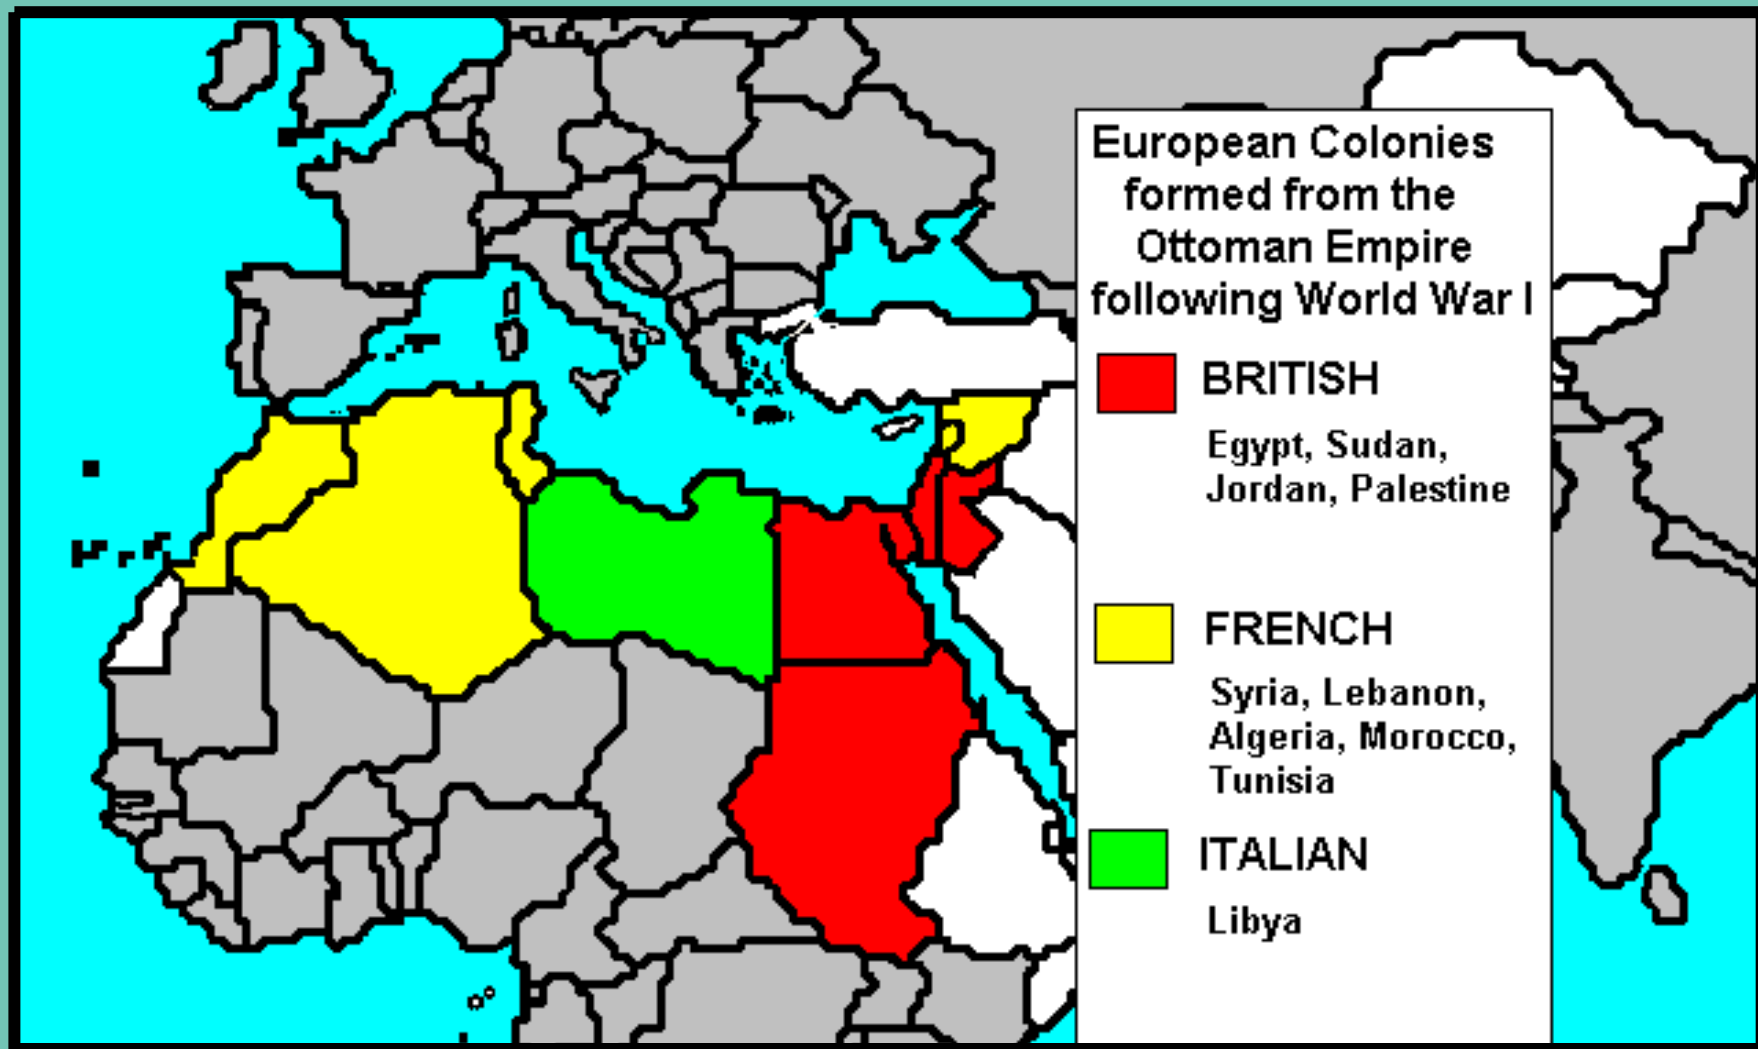 European Colonies
formed from the
Ottoman Empire
following World War I
BRITISH
Egypt, Sudan,
Jordan, Palestine
FRENCH
Syria, Lebanon,
Algeria, Morocco,
Tunisia
ITALIAN
Libya